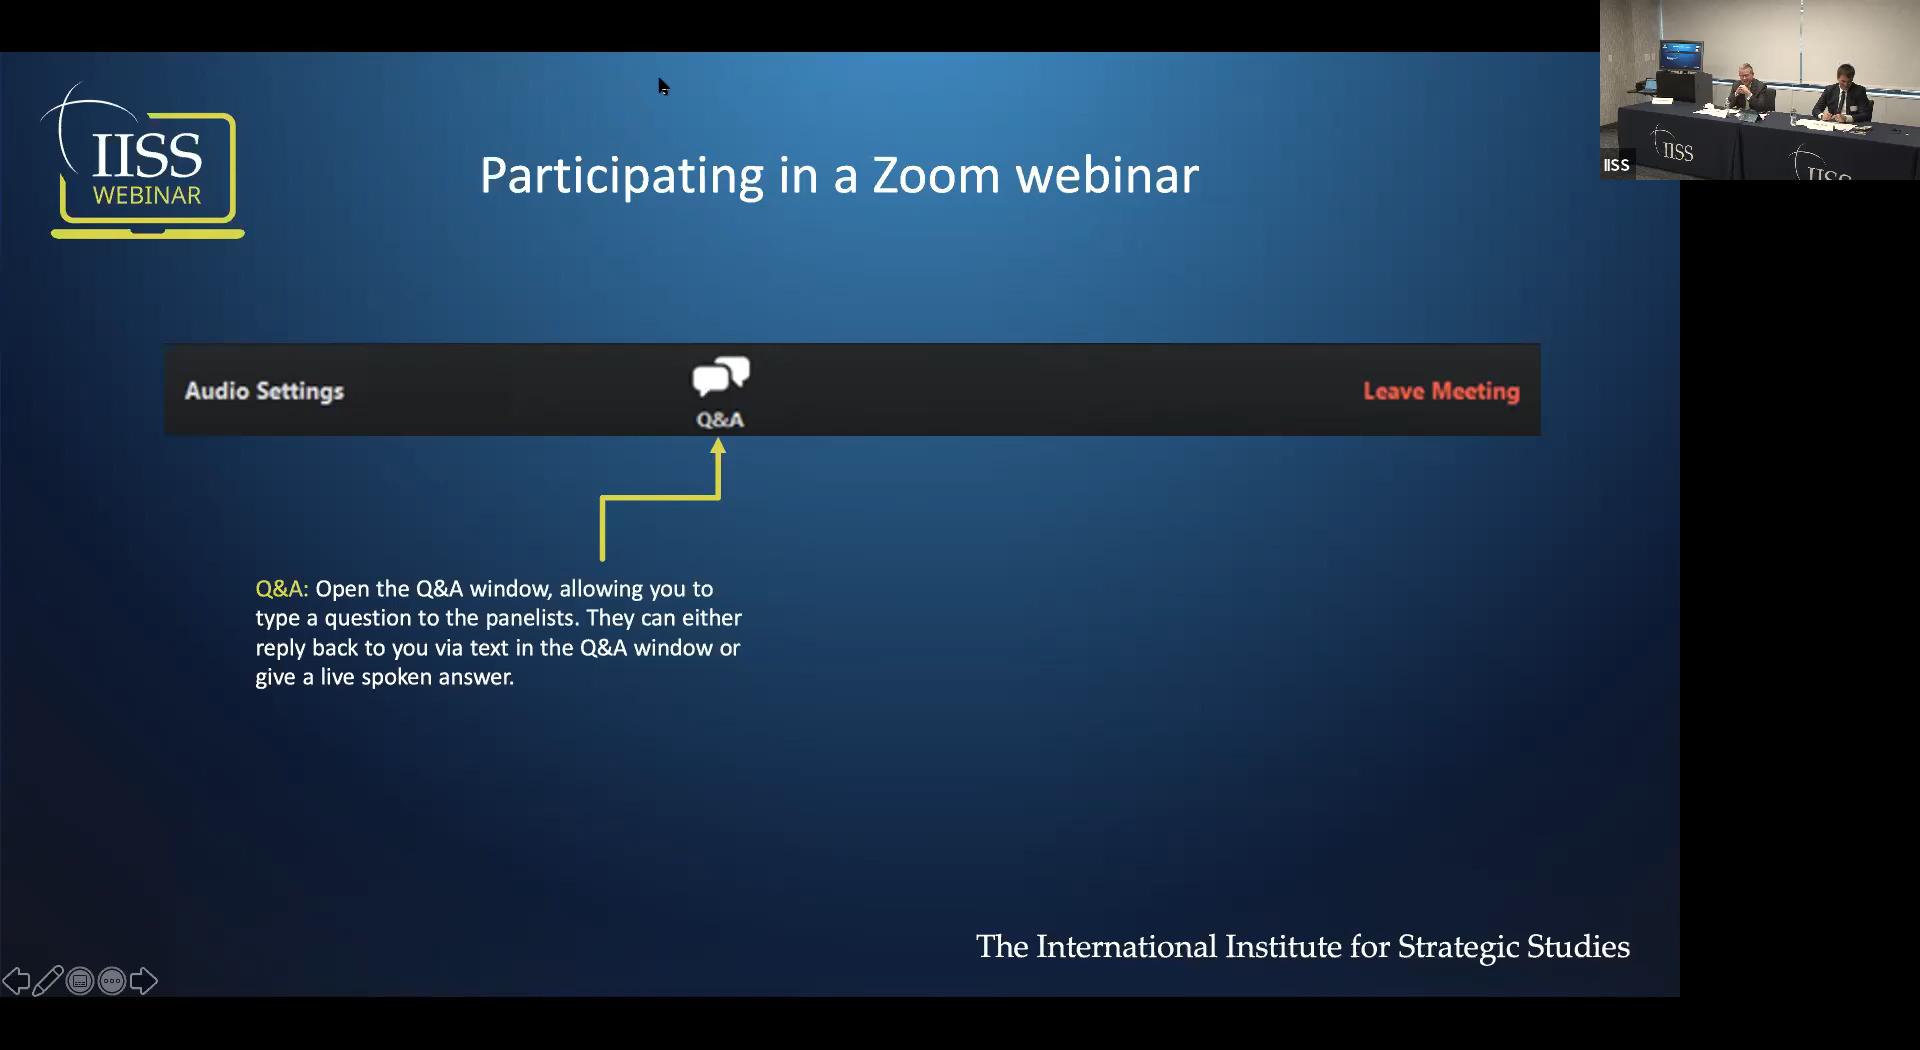 IISS
WEBINAR
Participating in a Zoom webinar
IISS
IISS
IISS
Audio Settings
Q&A
Leave Meeting
Q&A: Open the Q&A window, allowing you to
type a question to the panelists. They can either
reply back to you via text in the Q&A window or
give a live spoken answer.
The International Institute for Strategic Studies